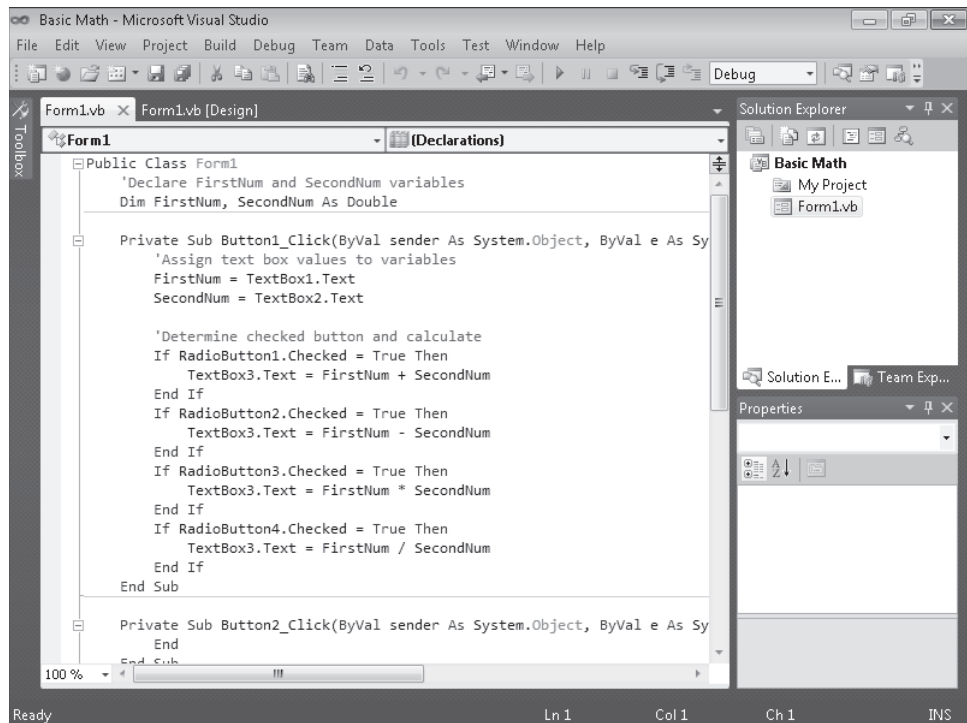 Basic Math - Microsoft Visual Studio
File Edit View Project Build Debug Team Data Tools Test Window Help
Debug
Toolbox
Form1.vb
Form1.vb [Design]
Form1
(Declarations)
Public Class Form1
'Declare FirstNum and SecondNum variables
Dim FirstNum, SecondNum As Double
Private Sub Button1_Click(ByVal sender As System.Object, ByVal e As Sy
'Assign text box values to variables
FirstNum = TextBox1.Text
SecondNum = TextBox2.Text
'Determine checked button and calculate
If RadioButton1.Checked = True Then
TextBox3.Text = FirstNum + SecondNum
End If
If RadioButton2.Checked = True Then
TextBox3.Text = FirstNum - SecondNum
End If
If RadioButton3.Checked = True Then
TextBox3.Text = FirstNum * SecondNum
End If
If RadioButton4.Checked = True Then
TextBox3.Text = FirstNum / SecondNum
End If
End Sub
Private Sub Button2_Click(ByVal sender As System.Object, ByVal e As Sy
End
End Sub
100 %
Solution Explorer
Basic Math
My Project
Form1.vb
Solution E...
Team Exp...
Properties
Ready
Ln 1
Col 1
Ch 1
INS